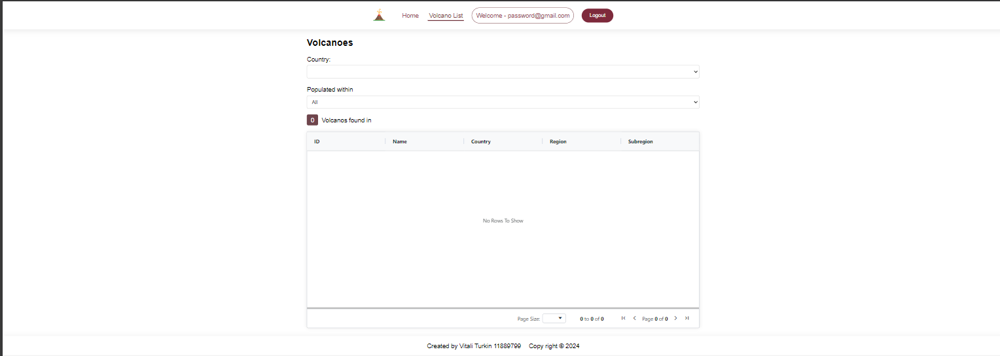 Home Volcano List Welcome - password@gmail.com Logout
Volcanoes
Country:
Populated within
All
0 Volcanos found in
ID Name Country Region Subregion
No Rows To Show
Page Size: 0 to 0 of 0 Page 0 of 0
Created by Vitali Turkin 11889799 Copy right © 2024